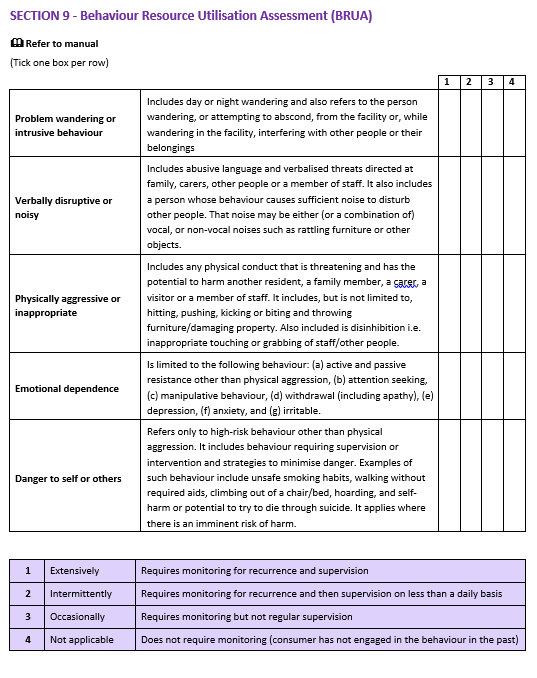 SECTION 9 - Behaviour Resource Utilisation Assessment (BRUA)
Refer to manual
(Tick one box per row)
1 2 3 4
Problem wandering or
intrusive behaviour
Includes day or night wandering and also refers to the person
wandering, or attempting to abscond, from the facility or, while
wandering in the facility, interfering with other people or their
belongings
Verbally disruptive or
noisy
Includes abusive language and verbalised threats directed at
family, carers, other people or a member of staff. It also includes
a person whose behaviour causes sufficient noise to disturb
other people. That noise may be either (or a combination of)
vocal, or non-vocal noises such as rattling furniture or other
objects.
Physically aggressive or
inappropriate
Includes any physical conduct that is threatening and has the
potential to harm another resident, a family member, a carer, a
visitor or a member of staff. It includes, but is not limited to,
hitting, pushing, kicking or biting and throwing
furniture/damaging property. Also included is disinhibition i.e.
inappropriate touching or grabbing of staff/other people.
Emotional dependence
Is limited to the following behaviour: (a) active and passive
resistance other than physical aggression, (b) attention seeking,
(c) manipulative behaviour, (d) withdrawal (including apathy), (e)
depression, (f) anxiety, and (g) irritable.
Danger to self or others
Refers only to high-risk behaviour other than physical
aggression. It includes behaviour requiring supervision or
intervention and strategies to minimise danger. Examples of
such behaviour include unsafe smoking habits, walking without
required aids, climbing out of a chair/bed, hoarding, and self-
harm or potential to try to die through suicide. It applies where
there is an imminent risk of harm.
1 Extensively Requires monitoring for recurrence and supervision
2 Intermittently Requires monitoring for recurrence and then supervision on less than a daily basis
3 Occasionally Requires monitoring but not regular supervision
4 Not applicable Does not require monitoring (consumer has not engaged in the behaviour in the past)